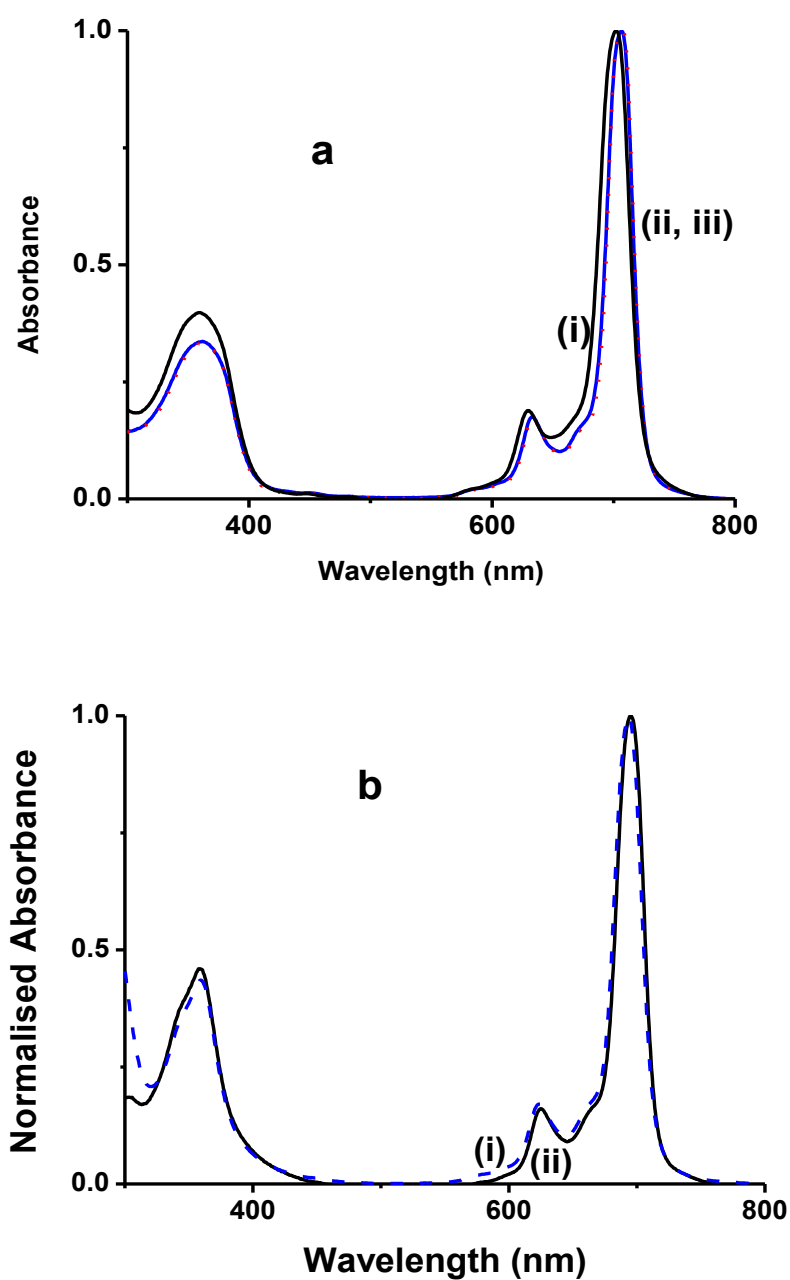 1.0
a
Absorbance
(ii, iii)
0.5
(i)
0.0
400
600
800
Wavelength (nm)
1.0
b
Normalised Absorbance
0.5
(i)
(ii)
0.0
400
600
800
Wavelength (nm)